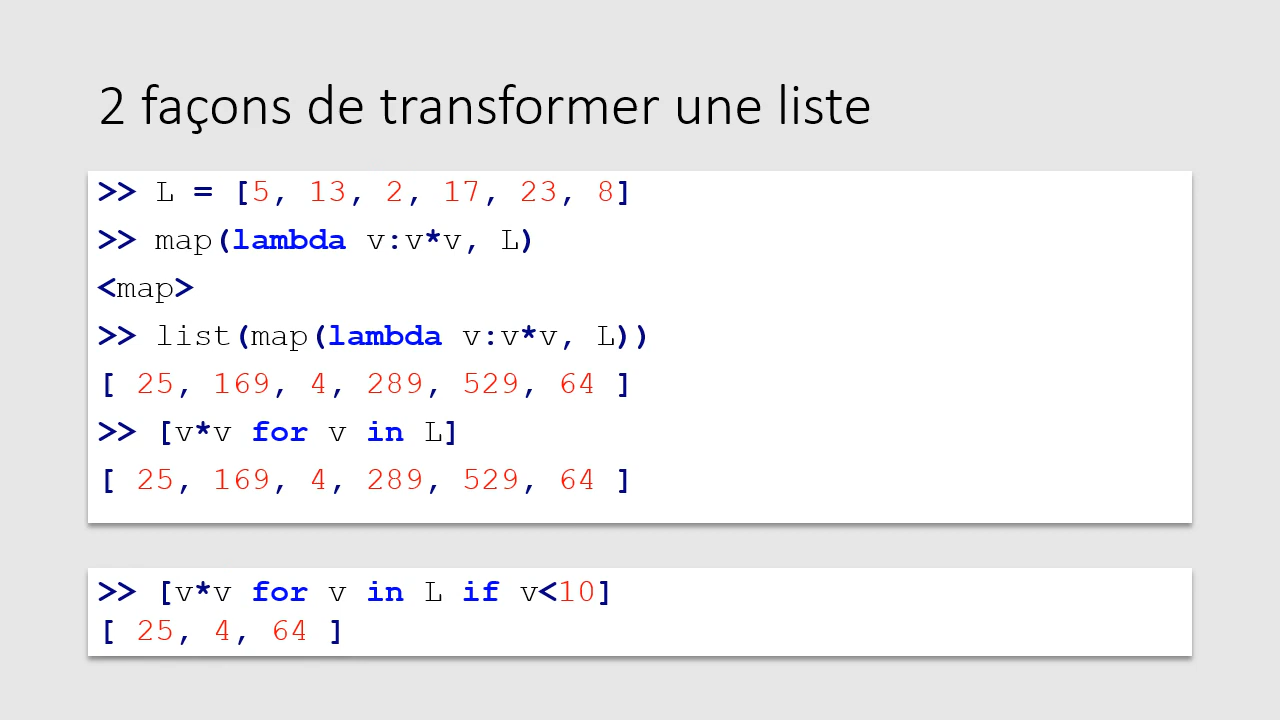 2 façons de transformer une liste
>> L = [5, 13, 2, 17, 23, 8]
>> map(lambda v:v*v, L)
<map>
>> list(map(lambda v:v*v, L))
[ 25, 169, 4, 289, 529, 64 ]
>> [v*v for v in L]
[ 25, 169, 4, 289, 529, 64 ]
>> [v*v for v in L if v<10]
[ 25, 4, 64 ]